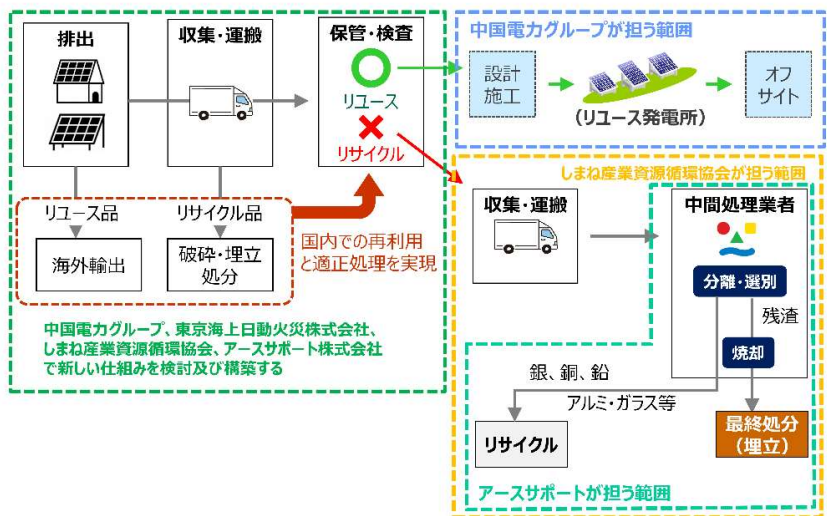 排出
収集・運搬
保管・検査
リユース
リサイクル
リユース品
リサイクル品
海外輸出
破砕・埋立
処分
国内での再利用
と適正処理を実現
中国電力グループ、東京海上日動火災株式会社、
しまね産業資源循環協会、アースサポート株式会社
で新しい仕組みを検討及び構築する
中国電力グループが担う範囲
設計
施工
(リユース発電所)
オフ
サイト
しまね産業資源循環協会が担う範囲
収集・運搬
中間処理業者
分離・選別
残渣
焼却
銀、銅、鉛
アルミ・ガラス等
リサイクル
最終処分
(埋立)
アースサポートが担う範囲